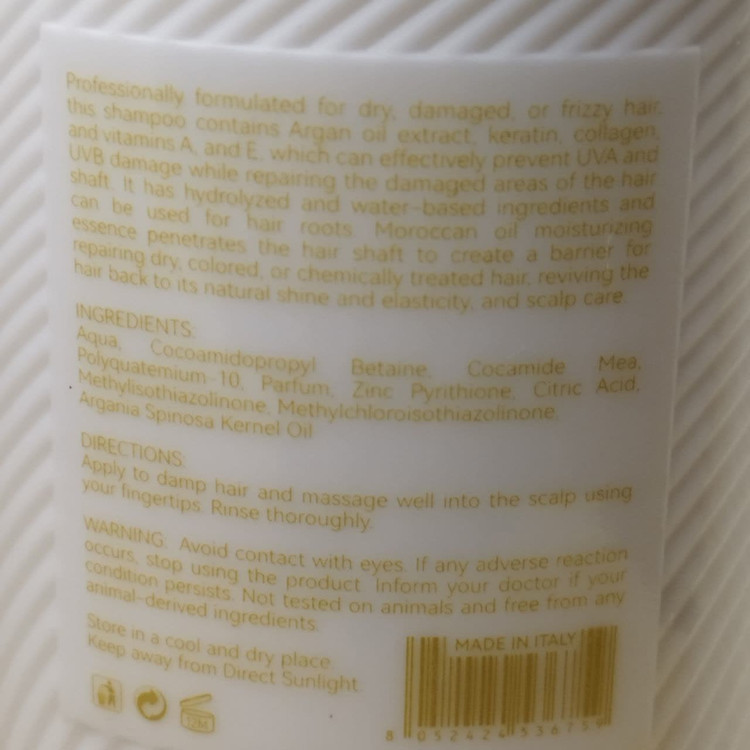 Professionally formulated for dry, damaged, or frizzy hair,
this shampoo contains Argan oil extract, keratin, collagen,
and vitamins A, and E, which can effectively prevent UVA and
UVB damage while repairing the damaged areas of the hair
shaft. It has hydrolyzed and water-based ingredients and
can be used for hair roots. Moroccan oil moisturizing
essence penetrates the hair shaft to create a barrier for
repairing dry, colored, or chemically treated hair, reviving the
hair back to its natural shine and elasticity, and scalp care.
INGREDIENTS:
Aqua, Cocoamidopropyl Betaine, Cocamide Mea,
Polyquaternium-10, Parfum, Zinc Pyrithione, Citric Acid,
Methylisothiazolinone, Methylchloroisothiazolinone,
Argania Spinosa Kernel Oil
DIRECTIONS:
Apply to damp hair and massage well into the scalp using
your fingertips. Rinse thoroughly.
WARNING: Avoid contact with eyes. If any adverse reaction
occurs, stop using the product. Inform your doctor if your
condition persists. Not tested on animals and free from any
animal-derived ingredients.
Store in a cool and dry place.
Keep away from Direct Sunlight.
MADE IN ITALY
12M